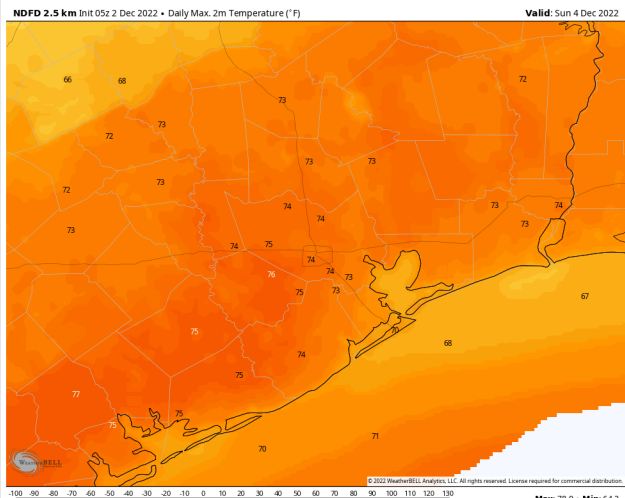 NDFD 2.5 km Init 05z 2 Dec 2022 • Daily Max. 2m Temperature (°F) Valid: Sun 4 Dec 2022
66 68 72
73
73
72
73 73
73
72
74 73 74
74 73
73
74 75
74
76 74 73
75 73 67
75 70
68
74
75
77
75
75
71
70
WeatherBELL
© 2022 WeatherBELL Analytics, LLC. All rights reserved. License required for commercial distribution.
-100 -90 -80 -70 -60 -50 -40 -30 -20 -10 0 10 20 30 40 50 60 70 80 90 100 110 120 130